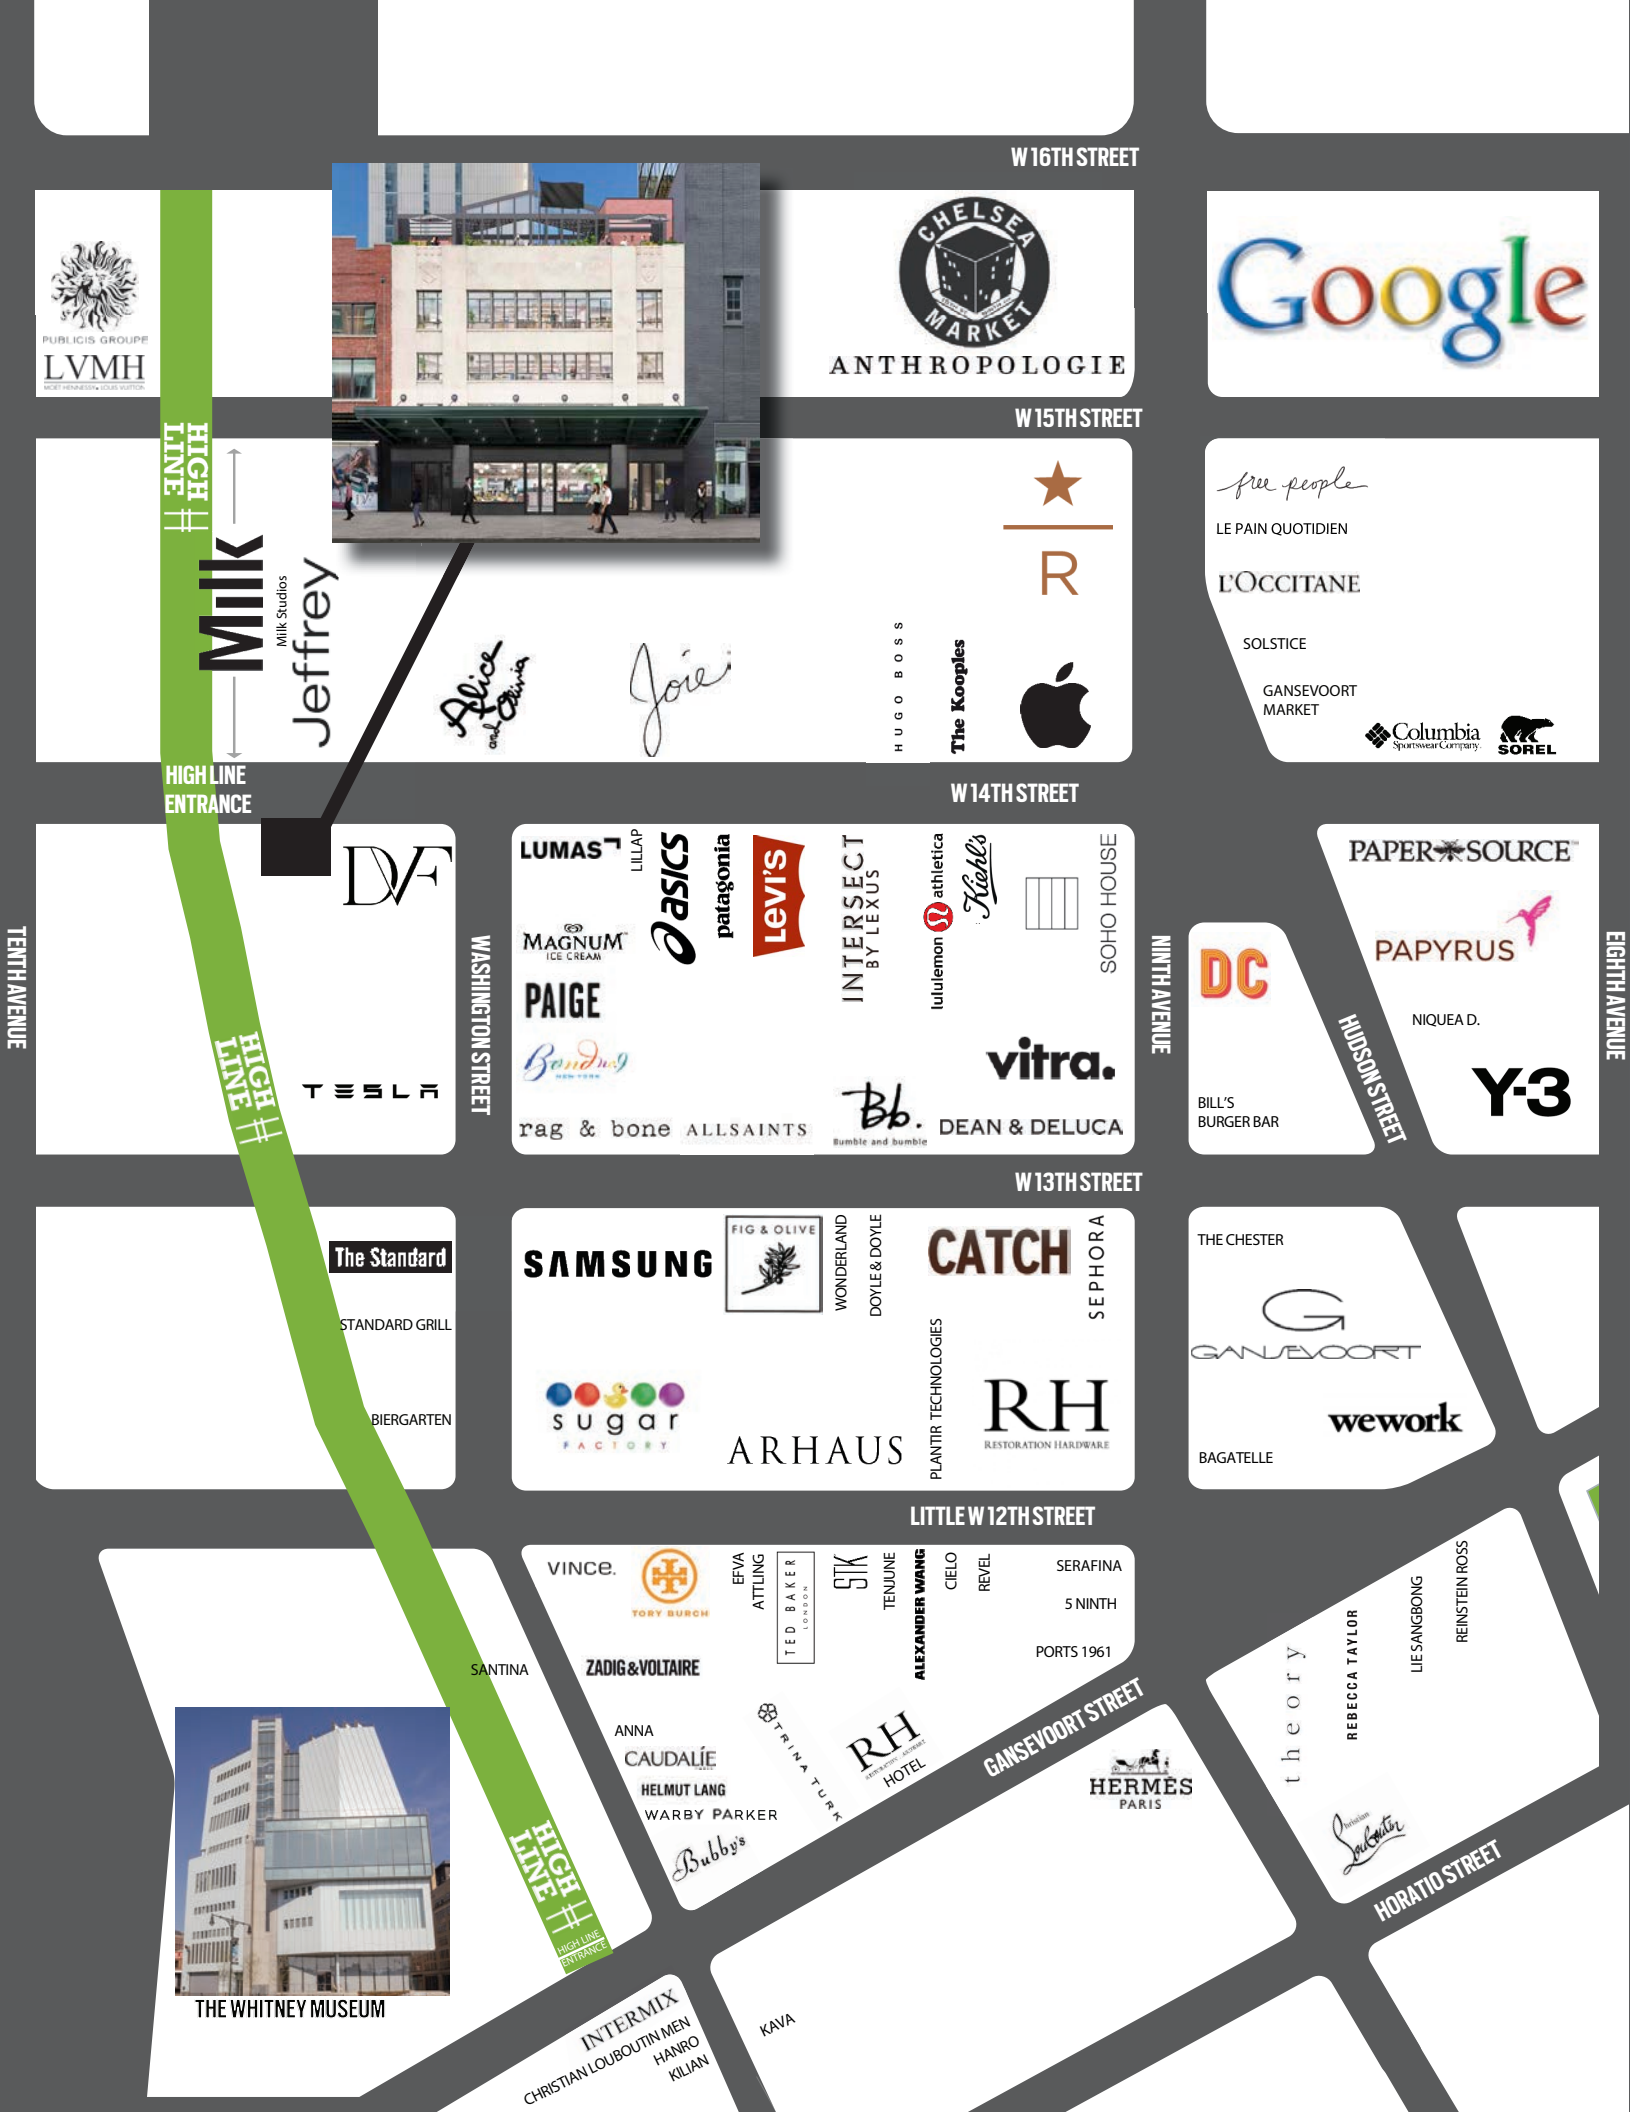 W 16TH STREET
PUBLICIS GROUPE
LVMH
MOËT HENNESSY. LOUIS VUITTON
CHELSEA
MARKET
ANTHROPOLOGIE
Google
W 15TH STREET
HIGH
LINE
Milk
Milk Studios
Jeffrey
Alice
and Olivia
Joie
HUGO BOSS
The Kooples
R
free people
LE PAIN QUOTIDIEN
L'OCCITANE
SOLSTICE
GANSEVOORT
MARKET
Columbia
Sportswear Company
SOREL
HIGH LINE
ENTRANCE
W 14TH STREET
DVF
TESLA
HIGH
LINE
TENTH AVENUE
WASHINGTON STREET
LUMAS
LILLAP
asics
patagonia
LEVI'S
INTERSECT
BY LEXUS
lululemon athletica
Kiehl's
SOHO HOUSE
MAGNUM
ICE CREAM
PAIGE
Bond no.9
NEW YORK
rag & bone
ALLSAINTS
Bb.
Bumble and bumble
vitra.
DEAN & DELUCA
NINTH AVENUE
DC
BILL'S
BURGER BAR
HUDSON STREET
PAPER SOURCE
PAPYRUS
NIQUEA D.
Y-3
EIGHTH AVENUE
W 13TH STREET
The Standard
STANDARD GRILL
BIERGARTEN
SAMSUNG
FIG & OLIVE
WONDERLAND
DOYLE & DOYLE
CATCH
SEPHORA
sugar
FACTORY
ARHAUS
PLANTIR TECHNOLOGIES
RH
RESTORATION HARDWARE
THE CHESTER
G
GANSEVOORT
wework
BAGATELLE
LITTLE W 12TH STREET
SANTINA
VINCE.
TORY BURCH
EFVA
ATTLING
TED BAKER
LONDON
STK
TENJUNE
ALEXANDER WANG
CIELO
REVEL
SERAFINA
5 NINTH
PORTS 1961
ZADIG & VOLTAIRE
ANNA
CAUDALÍE
HELMUT LANG
WARBY PARKER
Bubby's
TRINA TURK
RH
HOTEL
GANSEVOORT STREET
HERMÈS
PARIS
theory
REBECCA TAYLOR
LIE SANGBONG
REINSTEIN ROSS
Christian
Louboutin
HORATIO STREET
HIGH
LINE
HIGH LINE
ENTRANCE
THE WHITNEY MUSEUM
INTERMIX
CHRISTIAN LOUBOUTIN MEN
HANRO
KILIAN
KAVA